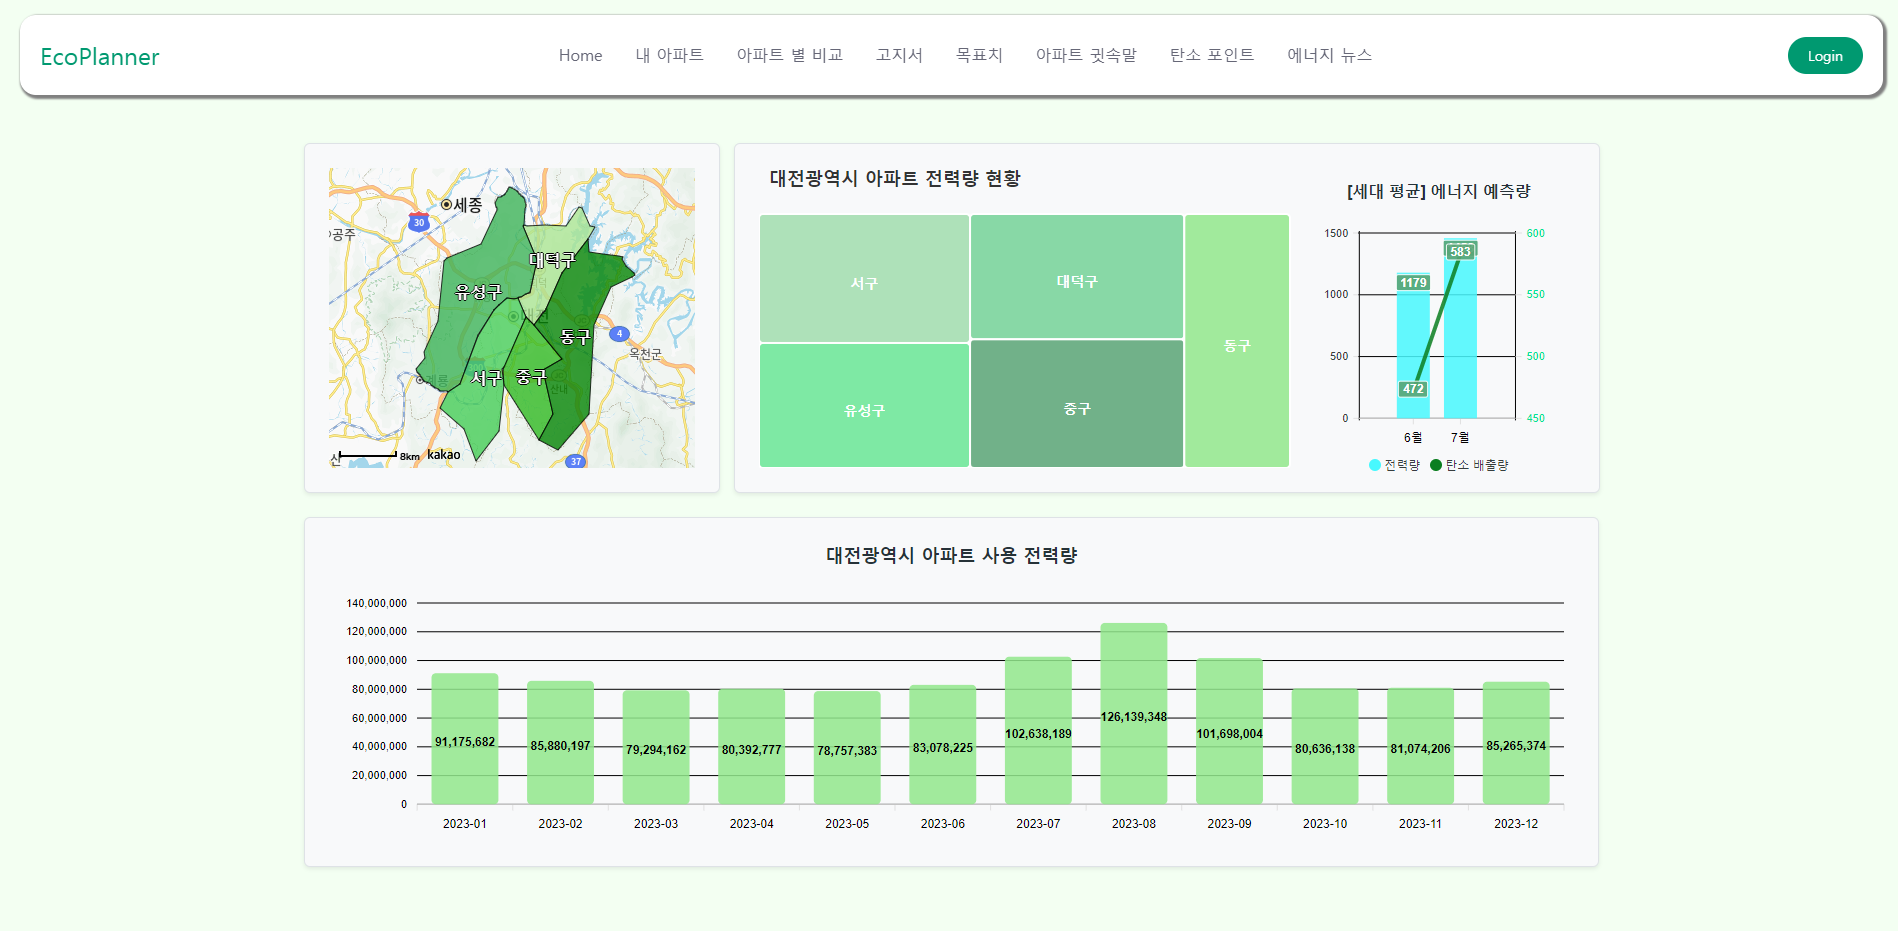 EcoPlanner
Home
내 아파트
아파트 별 비교
고지서
목표치
아파트 귓속말
탄소 포인트
에너지 뉴스
Login
세종
30
공주
대덕구
유성구
대전
동구
4
옥천군
계룡
서구
중구
산내
산
8km
kakao
37
대전광역시 아파트 전력량 현황
서구
대덕구
동구
유성구
중구
[세대 평균] 에너지 예측량
1500
600
583
1179
1000
550
500
500
472
0
450
6월
7월
전력량
탄소 배출량
대전광역시 아파트 사용 전력량
140,000,000
120,000,000
100,000,000
80,000,000
60,000,000
40,000,000
20,000,000
0
91,175,682
85,880,197
79,294,162
80,392,777
78,757,383
83,078,225
102,638,189
126,139,348
101,698,004
80,636,138
81,074,206
85,265,374
2023-01
2023-02
2023-03
2023-04
2023-05
2023-06
2023-07
2023-08
2023-09
2023-10
2023-11
2023-12